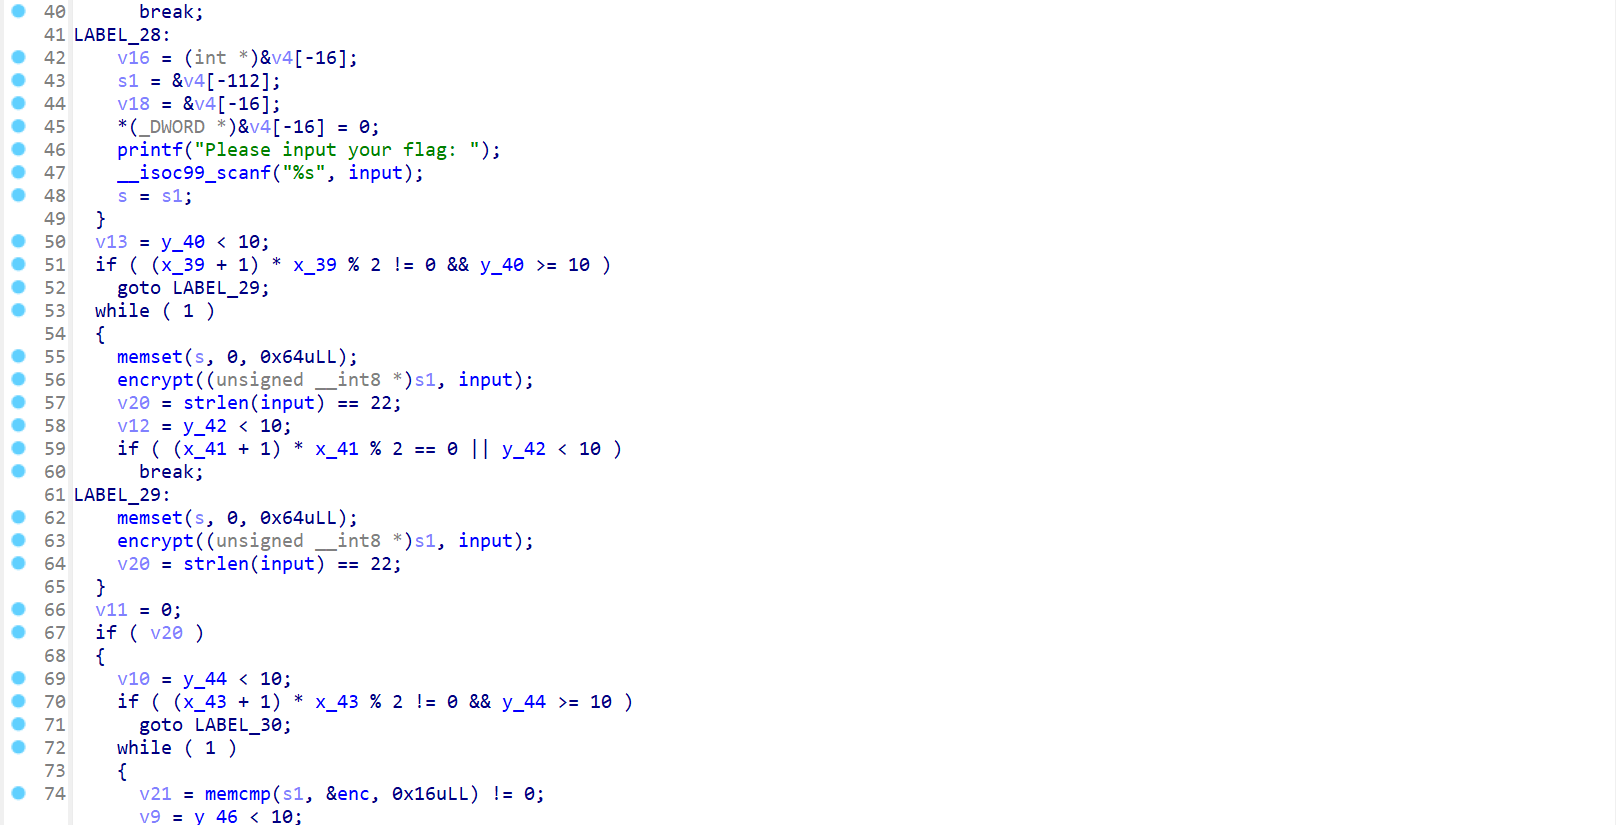 40 break;
41 LABEL_28:
42 v16 = (int *)&v4[-16];
43 s1 = &v4[-112];
44 v18 = &v4[-16];
45 *(_DWORD *)&v4[-16] = 0;
46 printf("Please input your flag: ");
47 __isoc99_scanf("%s", input);
48 s = s1;
49 }
50 v13 = y_40 < 10;
51 if ( (x_39 + 1) * x_39 % 2 != 0 && y_40 >= 10 )
52 goto LABEL_29;
53 while ( 1 )
54 {
55 memset(s, 0, 0x64uLL);
56 encrypt((unsigned __int8 *)s1, input);
57 v20 = strlen(input) == 22;
58 v12 = y_42 < 10;
59 if ( (x_41 + 1) * x_41 % 2 == 0 || y_42 < 10 )
60 break;
61 LABEL_29:
62 memset(s, 0, 0x64uLL);
63 encrypt((unsigned __int8 *)s1, input);
64 v20 = strlen(input) == 22;
65 }
66 v11 = 0;
67 if ( v20 )
68 {
69 v10 = y_44 < 10;
70 if ( (x_43 + 1) * x_43 % 2 != 0 && y_44 >= 10 )
71 goto LABEL_30;
72 while ( 1 )
73 {
74 v21 = memcmp(s1, &enc, 0x16uLL) != 0;
v9 = y_46 < 10;